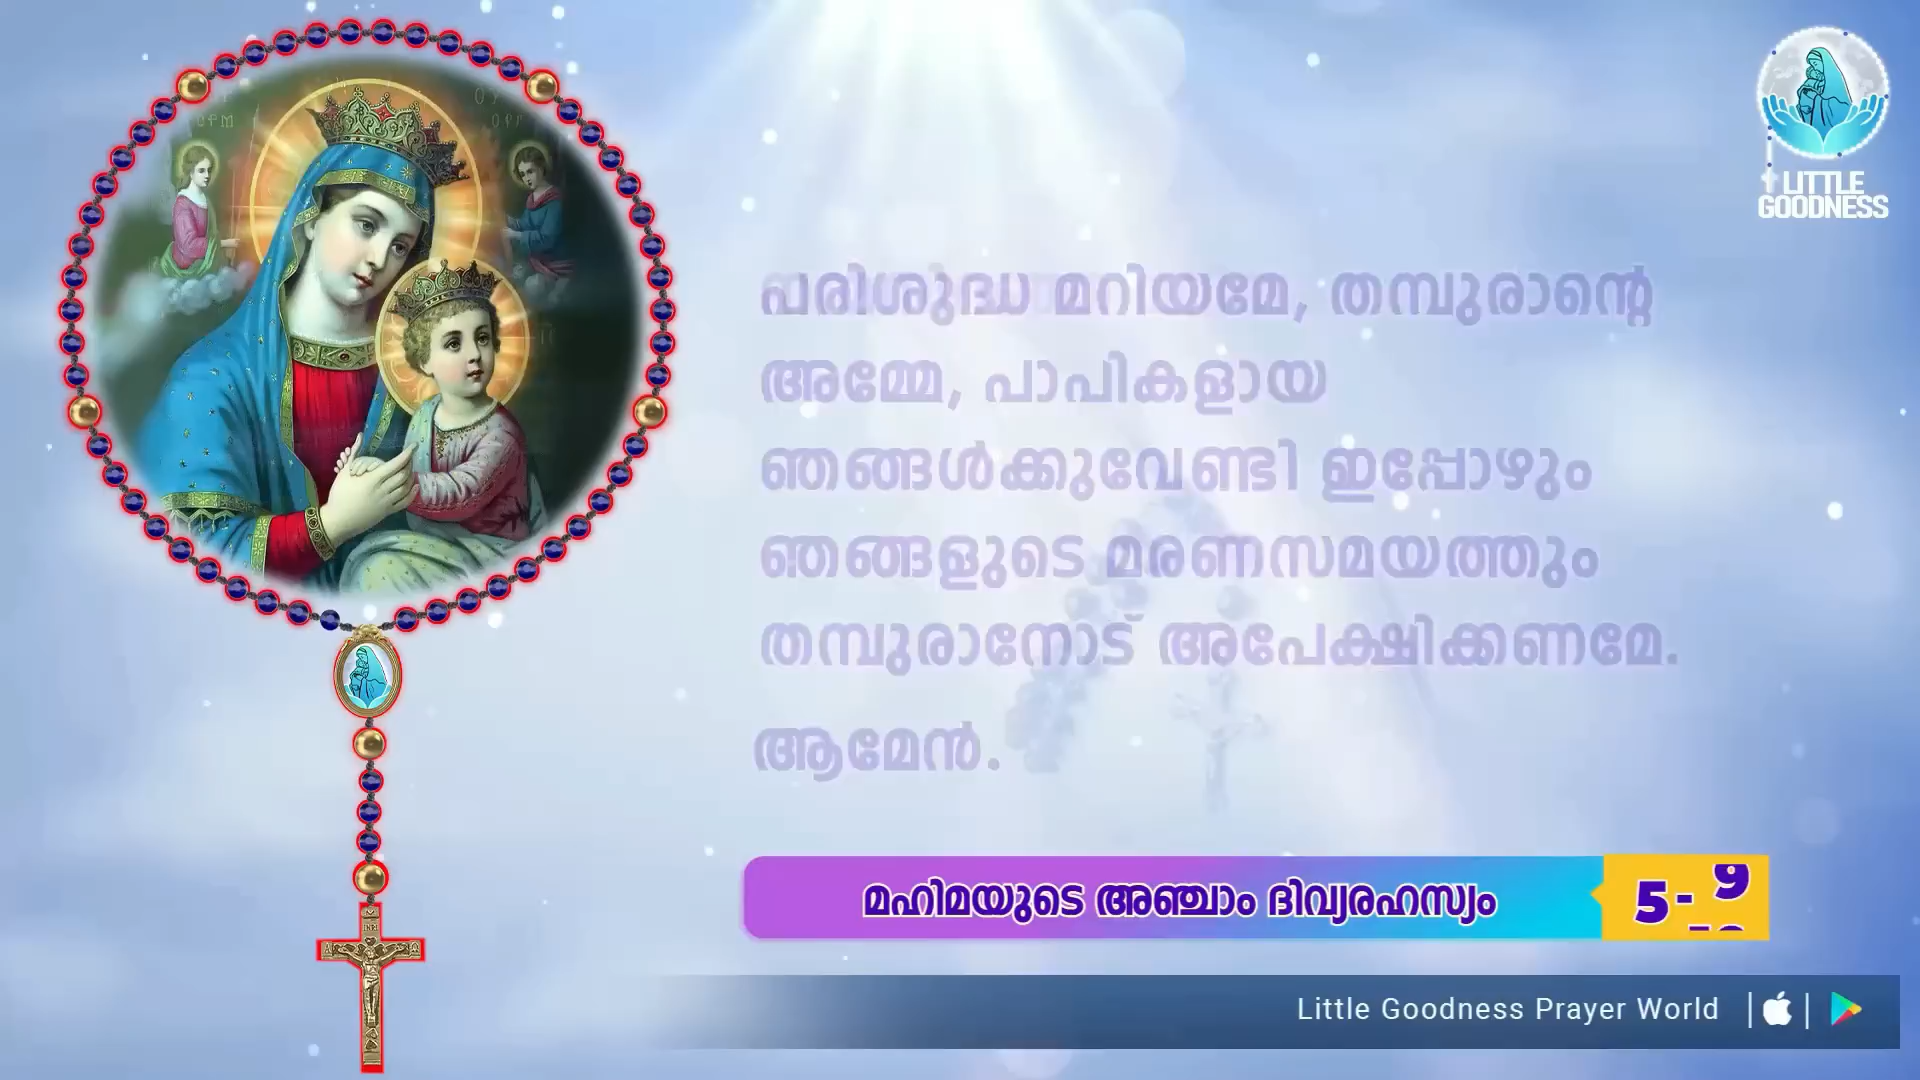 LITTLE
GOODNESS
പരിശുദ്ധ മറിയമേ, തമ്പുരാന്റെ
അമ്മേ, പാപികളായ
ഞങ്ങൾക്കുവേണ്ടി ഇപ്പോഴും
ഞങ്ങളുടെ മരണസമയത്തും
തമ്പുരാനോട് അപേക്ഷിക്കണമേ.
ആമേൻ.
മഹിമയുടെ അഞ്ചാം ദിവ്യരഹസ്യം
5- 9
Little Goodness Prayer World